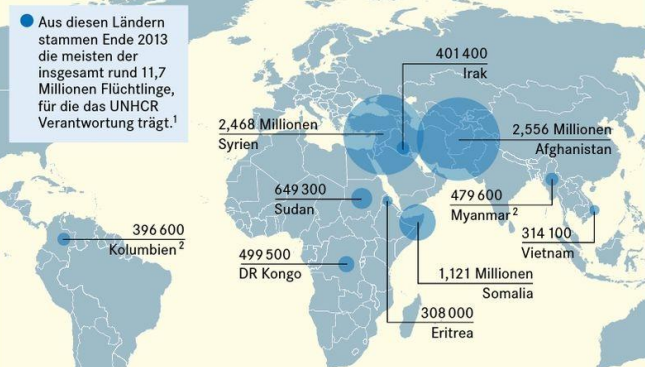 Aus diesen Ländern
stammen Ende 2013
die meisten der
insgesamt rund 11,7
Millionen Flüchtlinge,
für die das UNHCR
Verantwortung trägt.¹
401 400
Irak
2,468 Millionen
Syrien
2,556 Millionen
Afghanistan
649 300
Sudan
479 600
Myanmar²
396 600
Kolumbien²
314 100
Vietnam
499 500
DR Kongo
1,121 Millionen
Somalia
308 000
Eritrea